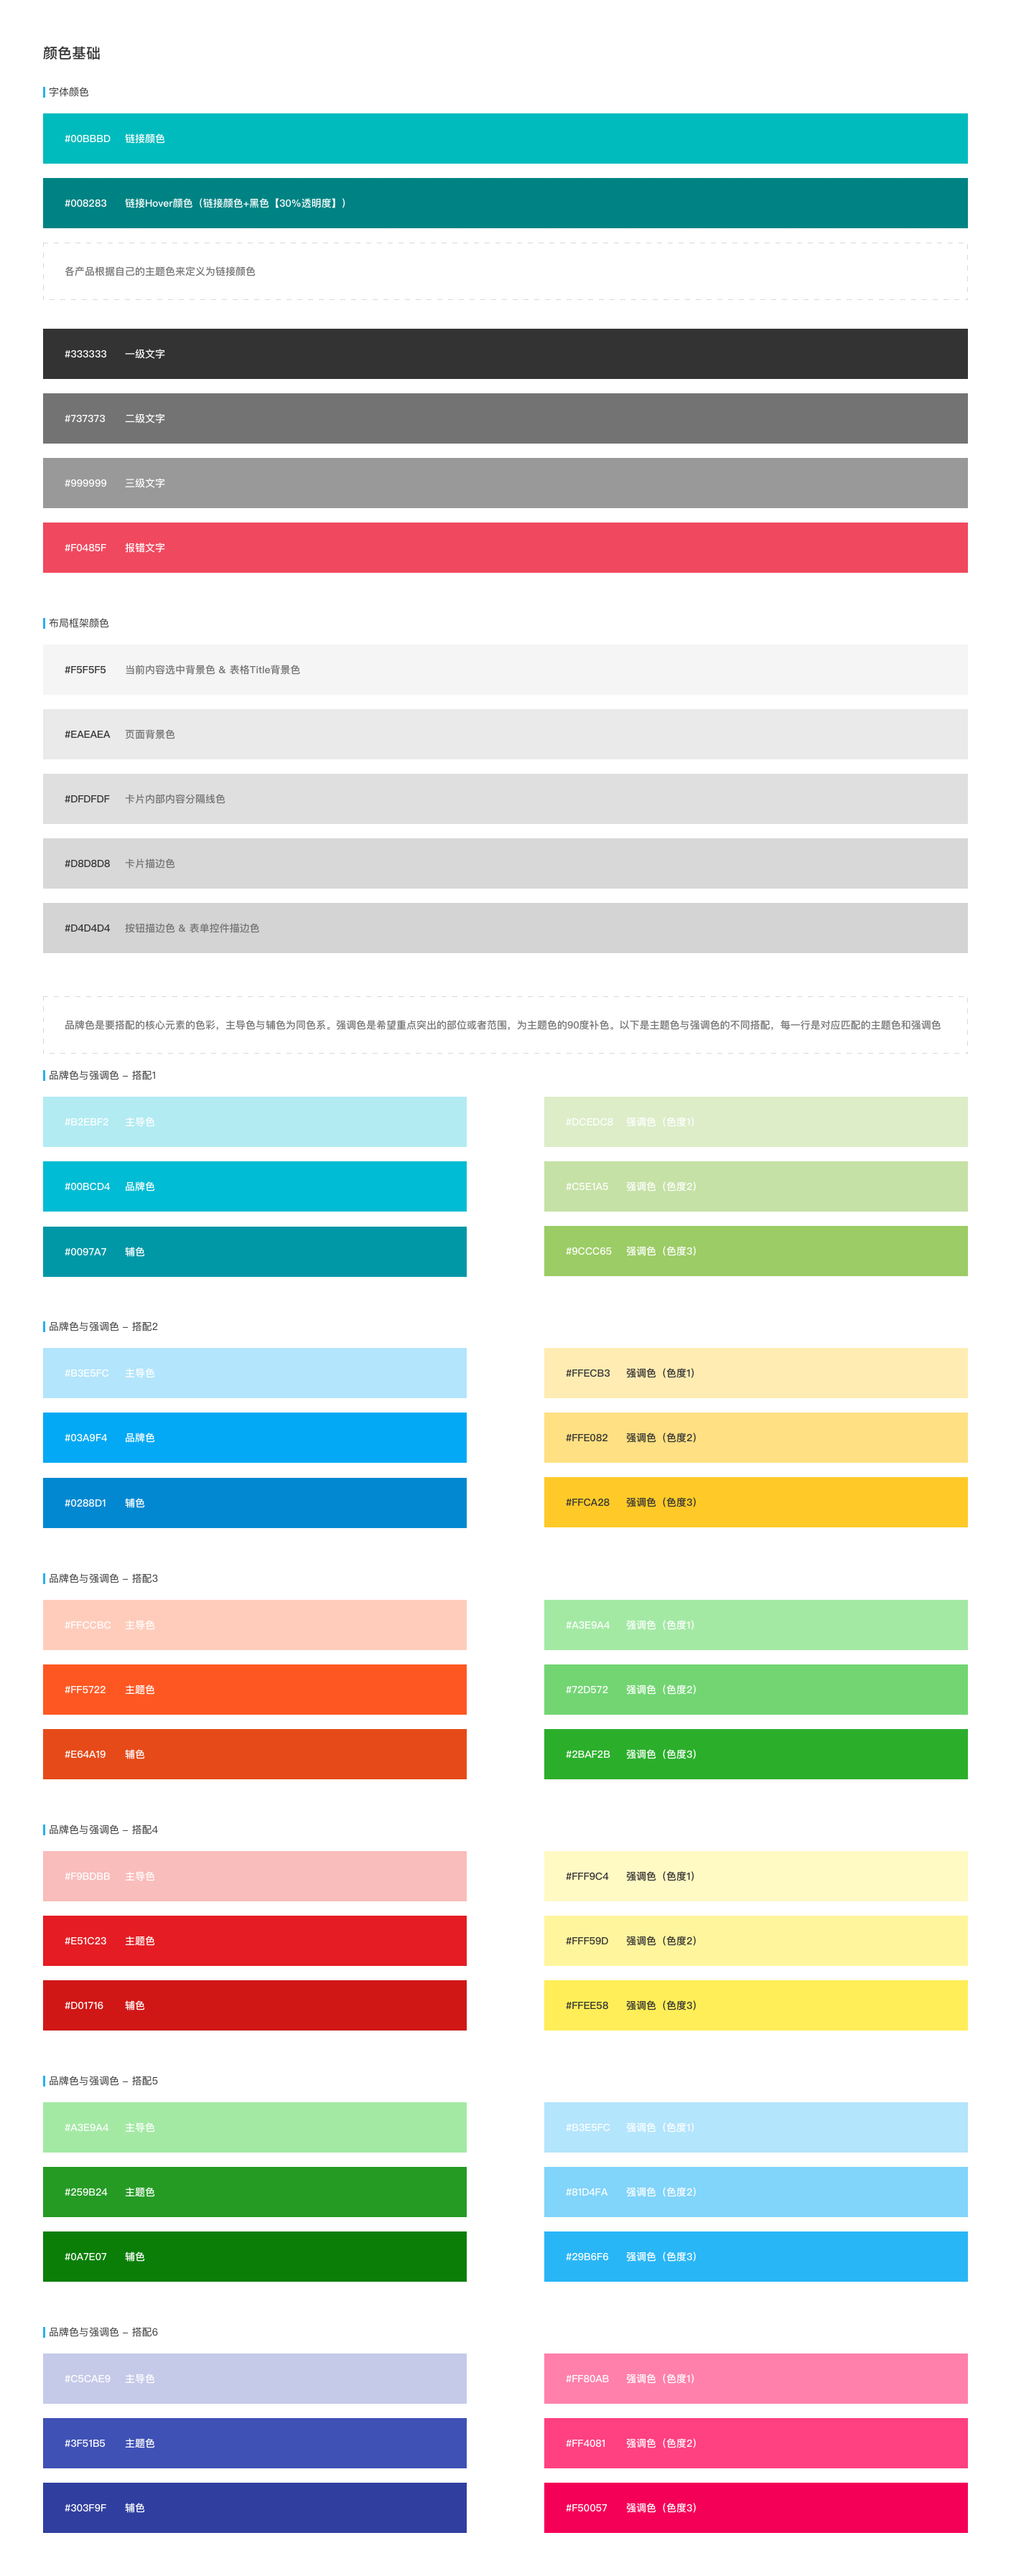 颜色基础
字体颜色
#00BBBD 链接颜色
#008283 链接Hover颜色（链接颜色+黑色【30%透明度】）
各产品根据自己的主题色来定义为链接颜色
#333333 一级文字
#737373 二级文字
#999999 三级文字
#F0485F 报错文字
布局框架颜色
#F5F5F5 当前内容选中背景色 & 表格Title背景色
#EAEAEA 页面背景色
#DFDFDF 卡片内部内容分隔线色
#D8D8D8 卡片描边色
#D4D4D4 按钮描边色 & 表单控件描边色
品牌色是要搭配的核心元素的色彩，主导色与辅色为同色系。强调色是希望重点突出的部位或者范围，为主题色的90度补色。以下是主题色与强调色的不同搭配，每一行是对应匹配的主题色和强调色
品牌色与强调色 – 搭配1
#B2EBF2 主导色 #DCEDC8 强调色（色度1）
#00BCD4 品牌色 #C5E1A5 强调色（色度2）
#0097A7 辅色 #9CCC65 强调色（色度3）
品牌色与强调色 – 搭配2
#B3E5FC 主导色 #FFECB3 强调色（色度1）
#03A9F4 品牌色 #FFE082 强调色（色度2）
#0288D1 辅色 #FFCA28 强调色（色度3）
品牌色与强调色 – 搭配3
#FFCCBC 主导色 #A3E9A4 强调色（色度1）
#FF5722 主题色 #72D572 强调色（色度2）
#E64A19 辅色 #2BAF2B 强调色（色度3）
品牌色与强调色 – 搭配4
#F9BDBB 主导色 #FFF9C4 强调色（色度1）
#E51C23 主题色 #FFF59D 强调色（色度2）
#D01716 辅色 #FFEE58 强调色（色度3）
品牌色与强调色 – 搭配5
#A3E9A4 主导色 #B3E5FC 强调色（色度1）
#259B24 主题色 #81D4FA 强调色（色度2）
#0A7E07 辅色 #29B6F6 强调色（色度3）
品牌色与强调色 – 搭配6
#C5CAE9 主导色 #FF80AB 强调色（色度1）
#3F51B5 主题色 #FF4081 强调色（色度2）
#303F9F 辅色 #F50057 强调色（色度3）